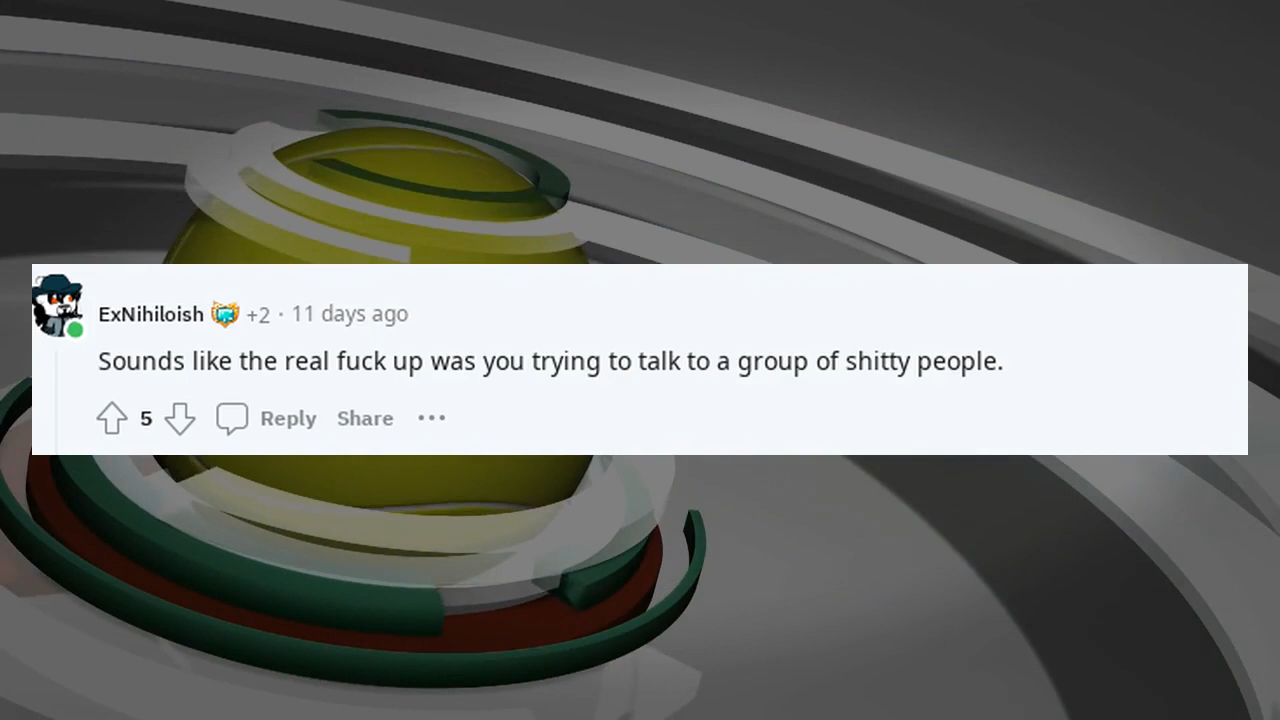 ExNihiloish +2 · 11 days ago
Sounds like the real fuck up was you trying to talk to a group of shitty people.
5 Reply Share ···